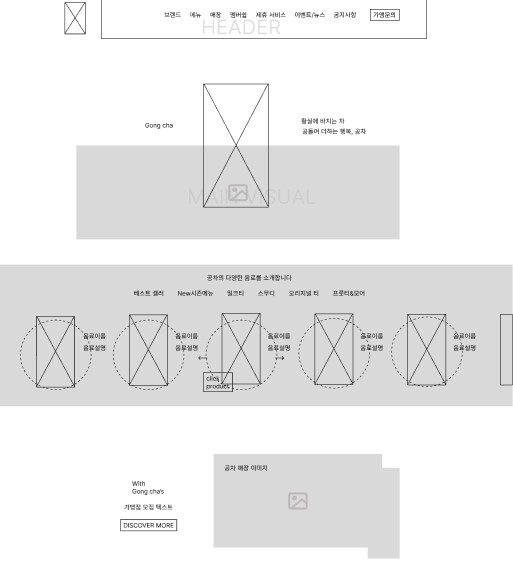 브랜드 메뉴 매장 멤버쉽 제휴 서비스 이벤트/뉴스 공지사항 가맹문의
HEADER
Gong cha
황실에 바치는 차
공들여 더하는 행복, 공차
MAIN VISUAL
공차의 다양한 음료를 소개합니다
베스트 셀러 New시즌메뉴 밀크티 스무디 오리지널 티 프룻티&모어
음료이름 음료이름 음료이름 음료이름 음료이름
음료설명 음료설명 음료설명 음료설명 음료설명
click
produts
With
Gong cha's
가맹점 모집 텍스트
DISCOVER MORE
공차 매장 이미지